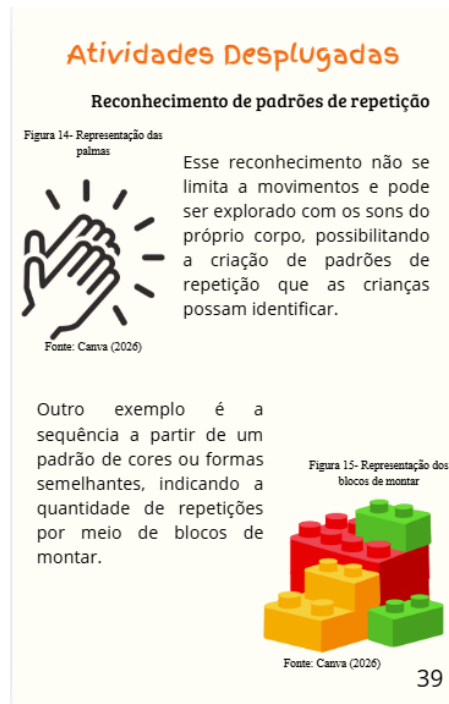 Atividades Desplugadas
Reconhecimento de padrões de repetição
Figura 14- Representação das
palmas
Esse reconhecimento não se
limita a movimentos e pode
ser explorado com os sons do
próprio corpo, possibilitando
a criação de padrões de
repetição que as crianças
possam identificar.
Fonte: Canva (2026)
Outro exemplo é a
sequência a partir de um
padrão de cores ou formas
semelhantes, indicando a
quantidade de repetições
por meio de blocos de
montar.
Figura 15- Representação dos
blocos de montar
Fonte: Canva (2026)
39